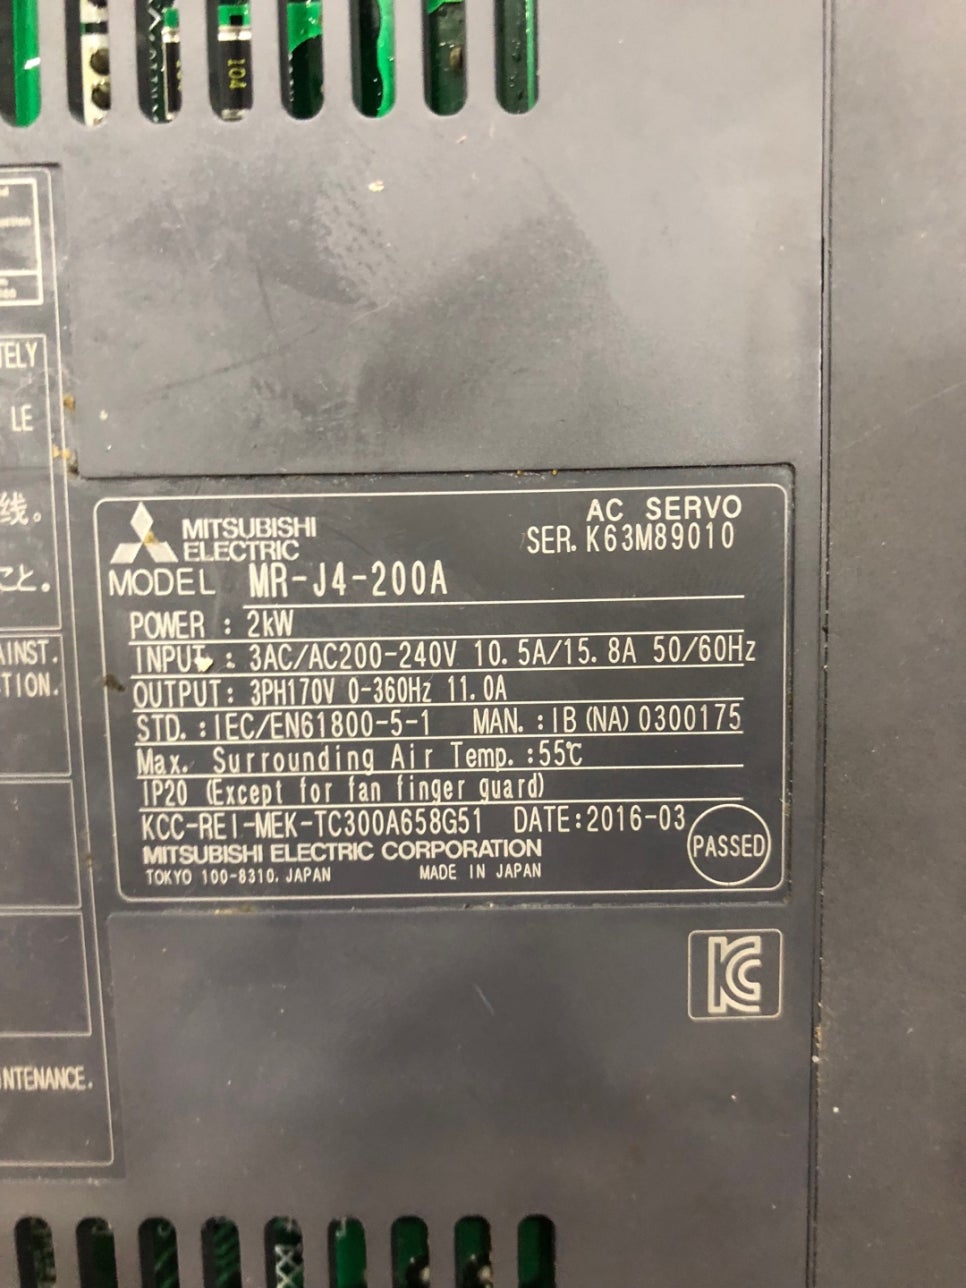 104
TELY
LE
线。
こと。
AINST.
TION.
NTENANCE.
MITSUBISHI
ELECTRIC
AC SERVO
SER. K63M89010
MODEL MR-J4-200A
POWER : 2kW
INPUT : 3AC/AC200-240V 10.5A/15.8A 50/60Hz
OUTPUT: 3PH170V 0-360Hz 11.0A
STD. : IEC/EN61800-5-1 MAN. : IB (NA) 0300175
Max. Surrounding Air Temp. :55℃
IP20 (Except for fan finger guard)
KCC-REI-MEK-TC300A658G51 DATE:2016-03
PASSED
MITSUBISHI ELECTRIC CORPORATION
TOKYO 100-8310, JAPAN MADE IN JAPAN
KC